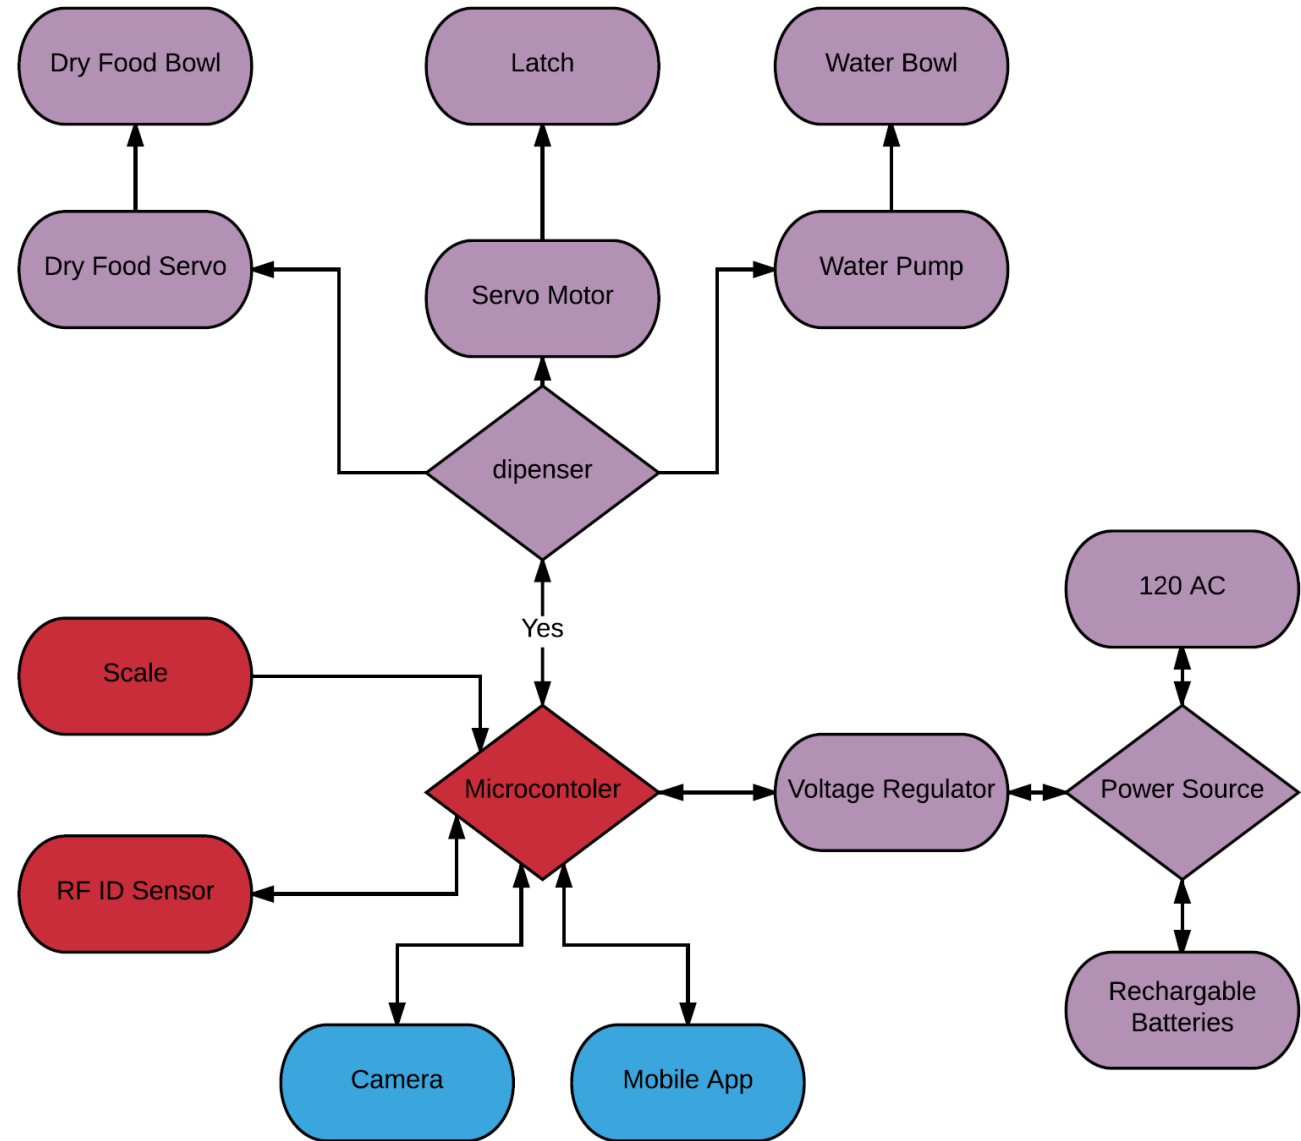 Dry Food Bowl
Latch
Water Bowl
Dry Food Servo
Servo Motor
Water Pump
dipenser
Yes
120 AC
Scale
Microcontoler
Voltage Regulator
Power Source
RF ID Sensor
Rechargable
Batteries
Camera
Mobile App